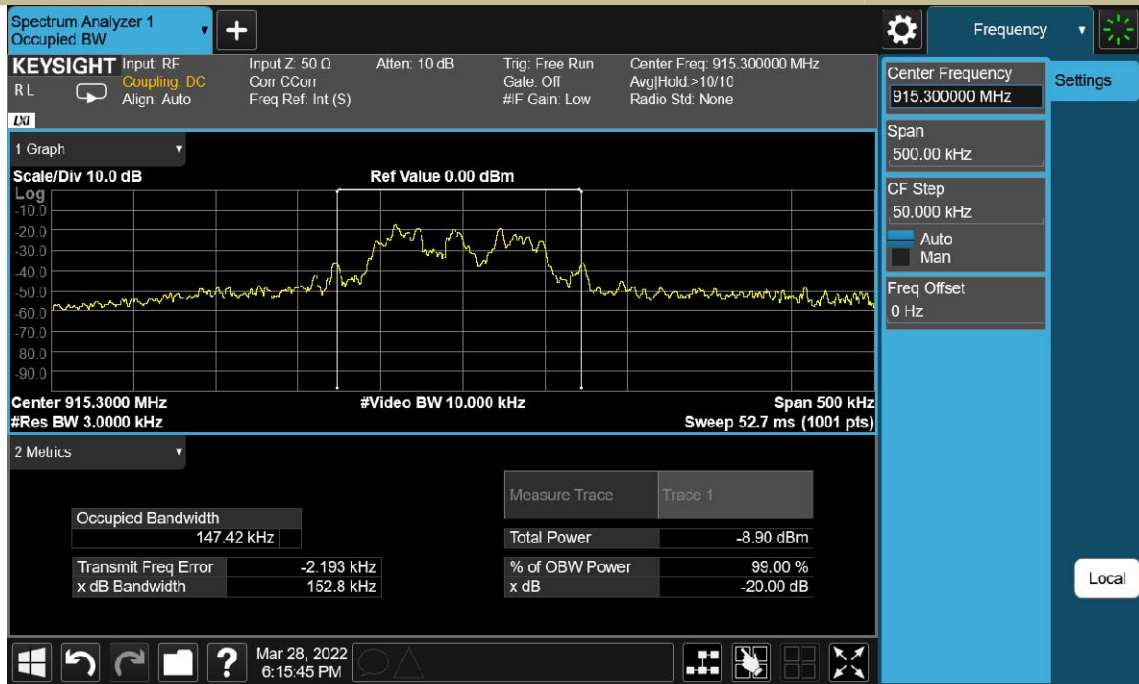 Spectrum Analyzer 1
Occupied BW
Frequency
KEYSIGHT
R L
LXI
Input: RF
Coupling: DC
Align: Auto
Input Z: 50 Ω
Corr CCorr
Freq Ref: Int (S)
Atten: 10 dB
Trig: Free Run
Gate: Off
#IF Gain: Low
Center Freq: 915.300000 MHz
Avg|Hold:>10/10
Radio Std: None
1 Graph
Scale/Div 10.0 dB
Ref Value 0.00 dBm
Log
-10.0
-20.0
-30.0
-40.0
-50.0
-60.0
-70.0
-80.0
-90.0
Center 915.3000 MHz
#Video BW 10.000 kHz
Span 500 kHz
#Res BW 3.0000 kHz
Sweep 52.7 ms (1001 pts)
2 Metrics
Measure Trace
Trace 1
Occupied Bandwidth
147.42 kHz
Total Power
-8.90 dBm
Transmit Freq Error
-2.193 kHz
% of OBW Power
99.00 %
x dB Bandwidth
152.8 kHz
x dB
-20.00 dB
Center Frequency
915.300000 MHz
Settings
Span
500.00 kHz
CF Step
50.000 kHz
Auto
Man
Freq Offset
0 Hz
Local
?
Mar 28, 2022
6:15:45 PM